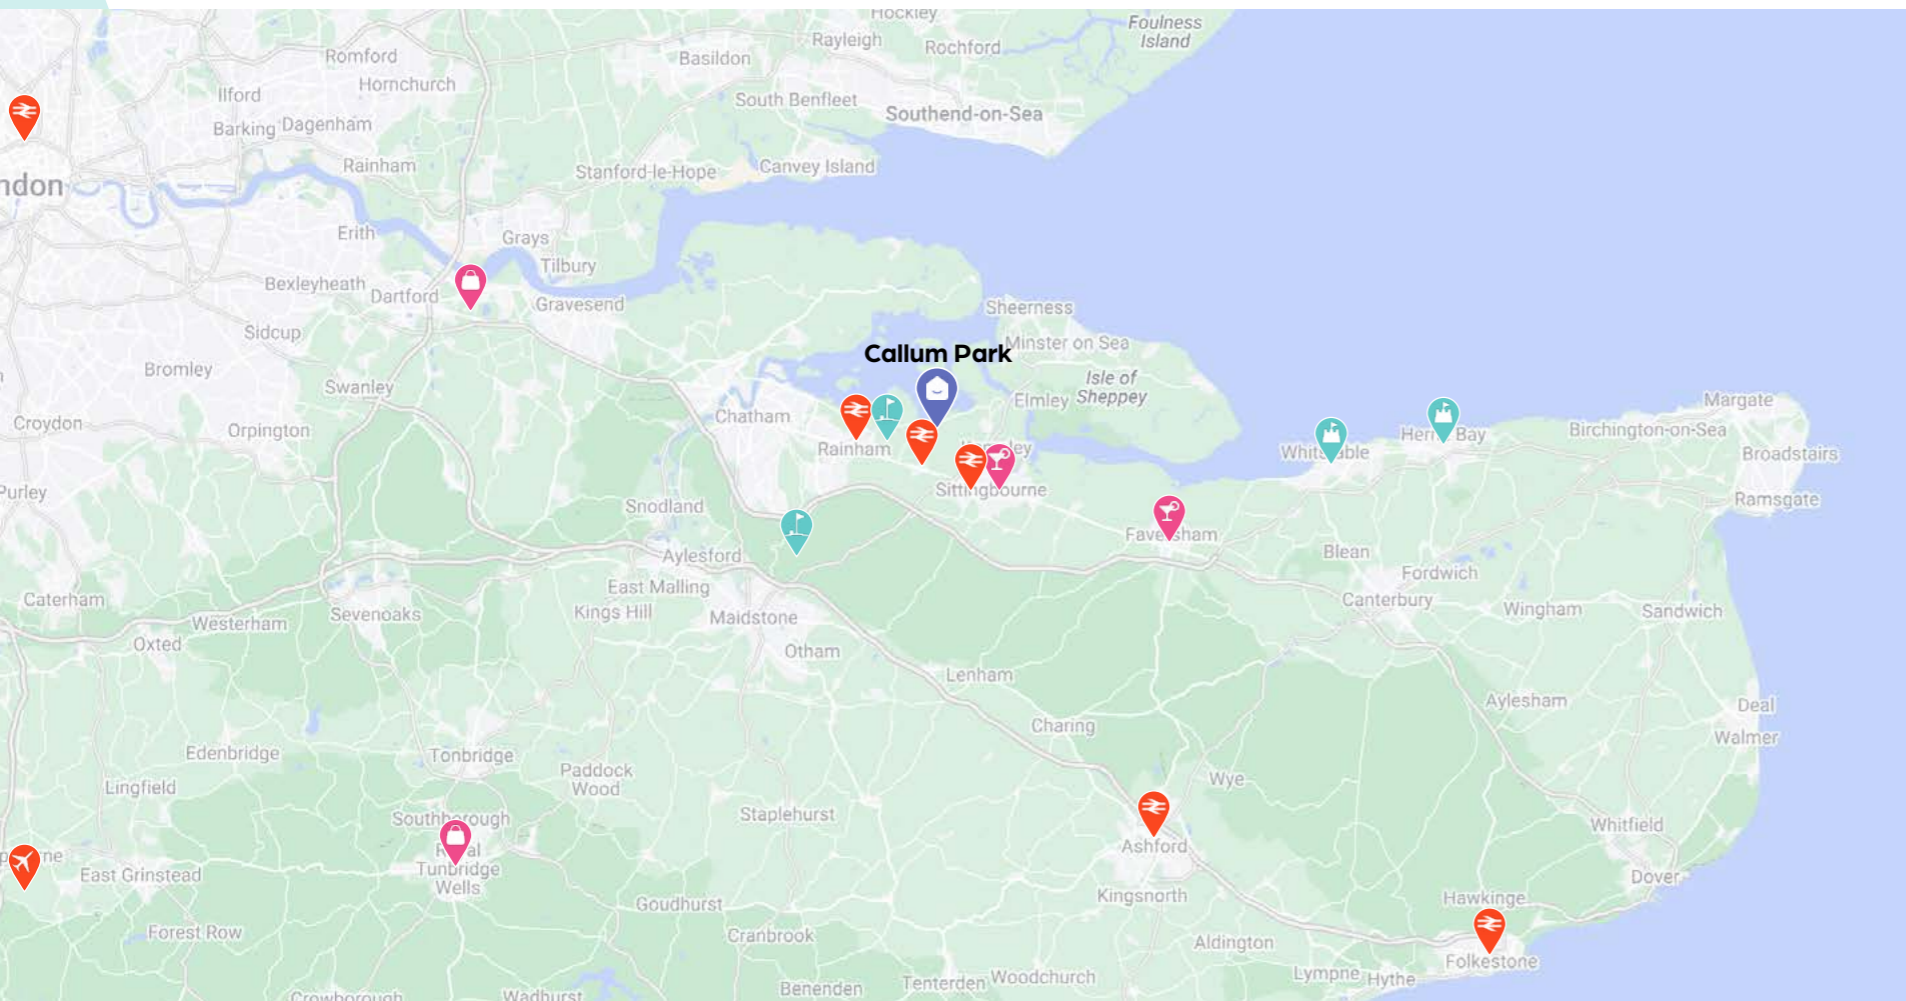 Hockley
Foulness
Island
Rayleigh
Rochford
Romford
Basildon
Hornchurch
Ilford
South Benfleet
Southend-on-Sea
Barking
Dagenham
Rainham
Stanford-le-Hope
Canvey Island
Erith
Grays
Tilbury
Bexleyheath
Dartford
Gravesend
Sheerness
Sidcup
Minster on Sea
Callum Park
Bromley
Swanley
Isle of
Sheppey
Elmley
Margate
Chatham
Croydon
Orpington
Birchington-on-Sea
Rainham
Broadstairs
Purley
Sittingbourne
Ramsgate
Snodland
Aylesford
Blean
Fordwich
East Malling
Caterham
Kings Hill
Maidstone
Canterbury
Wingham
Sandwich
Westerham
Sevenoaks
Oxted
Otham
Lenham
Aylesham
Deal
Charing
Walmer
Edenbridge
Tonbridge
Paddock
Wood
Wye
Lingfield
Southborough
Staplehurst
Whitfield
Ashford
East Grinstead
Tunbridge
Wells
Dover
Kingsnorth
Hawkinge
Goudhurst
Forest Row
Cranbrook
Aldington
Folkestone
Lympne
Hythe
Tenterden
Woodchurch
Benenden
Crowborough
Wadhurst